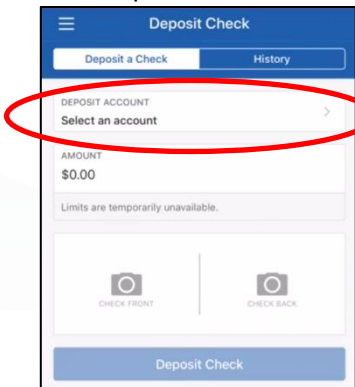 Deposit Check
Deposit a Check
History
DEPOSIT ACCOUNT
Select an account
AMOUNT
$0.00
Limits are temporarily unavailable.
CHECK FRONT
CHECK BACK
Deposit Check